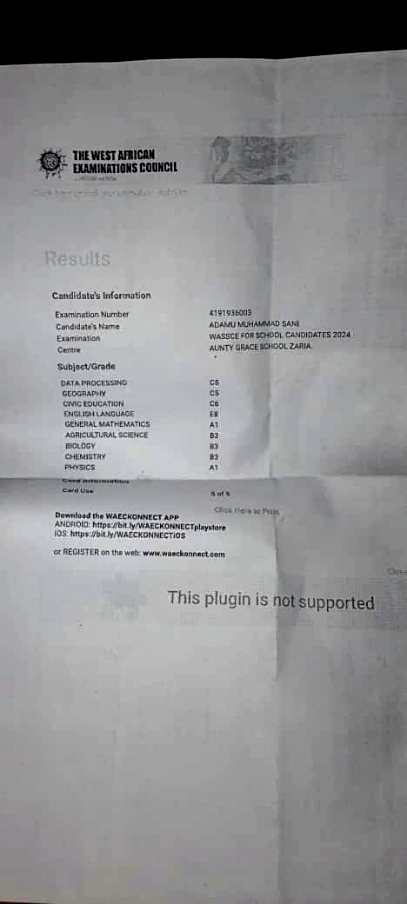 THE WEST AFRICAN
EXAMINATIONS COUNCIL
Results
Candidate's Information
Examination Number 4191936003
Candidate's Name ADAMU MUHAMMAD SANI
Examination WASSCE FOR SCHOOL CANDIDATES 2024
Centre AUNTY GRACE SCHOOL ZARIA.
Subject/Grade
DATA PROCESSING C5
GEOGRAPHY C5
CIVIC EDUCATION C6
ENGLISH LANGUAGE E8
GENERAL MATHEMATICS A1
AGRICULTURAL SCIENCE B2
BIOLOGY B3
CHEMISTRY B3
PHYSICS A1
Card Information
Card Use 5 of 5
Click Here to Print
Download the WAECKONNECT APP
ANDROID: https://bit.ly/WAECKONNECTplaystore
iOS: https://bit.ly/WAECKONNECTiOS
or REGISTER on the web: www.waeckonnect.com
This plugin is not supported